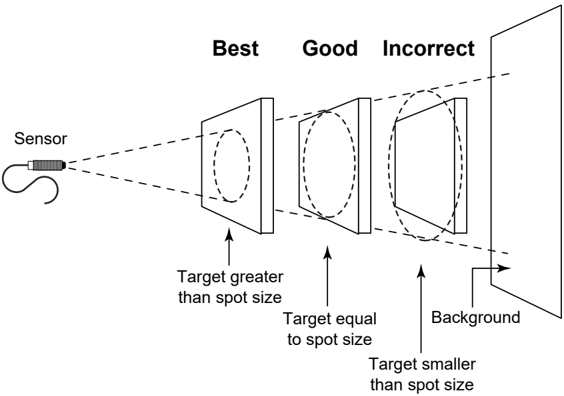 Best
Good
Incorrect
Sensor
Target greater
than spot size
Target equal
to spot size
Background
Target smaller
than spot size